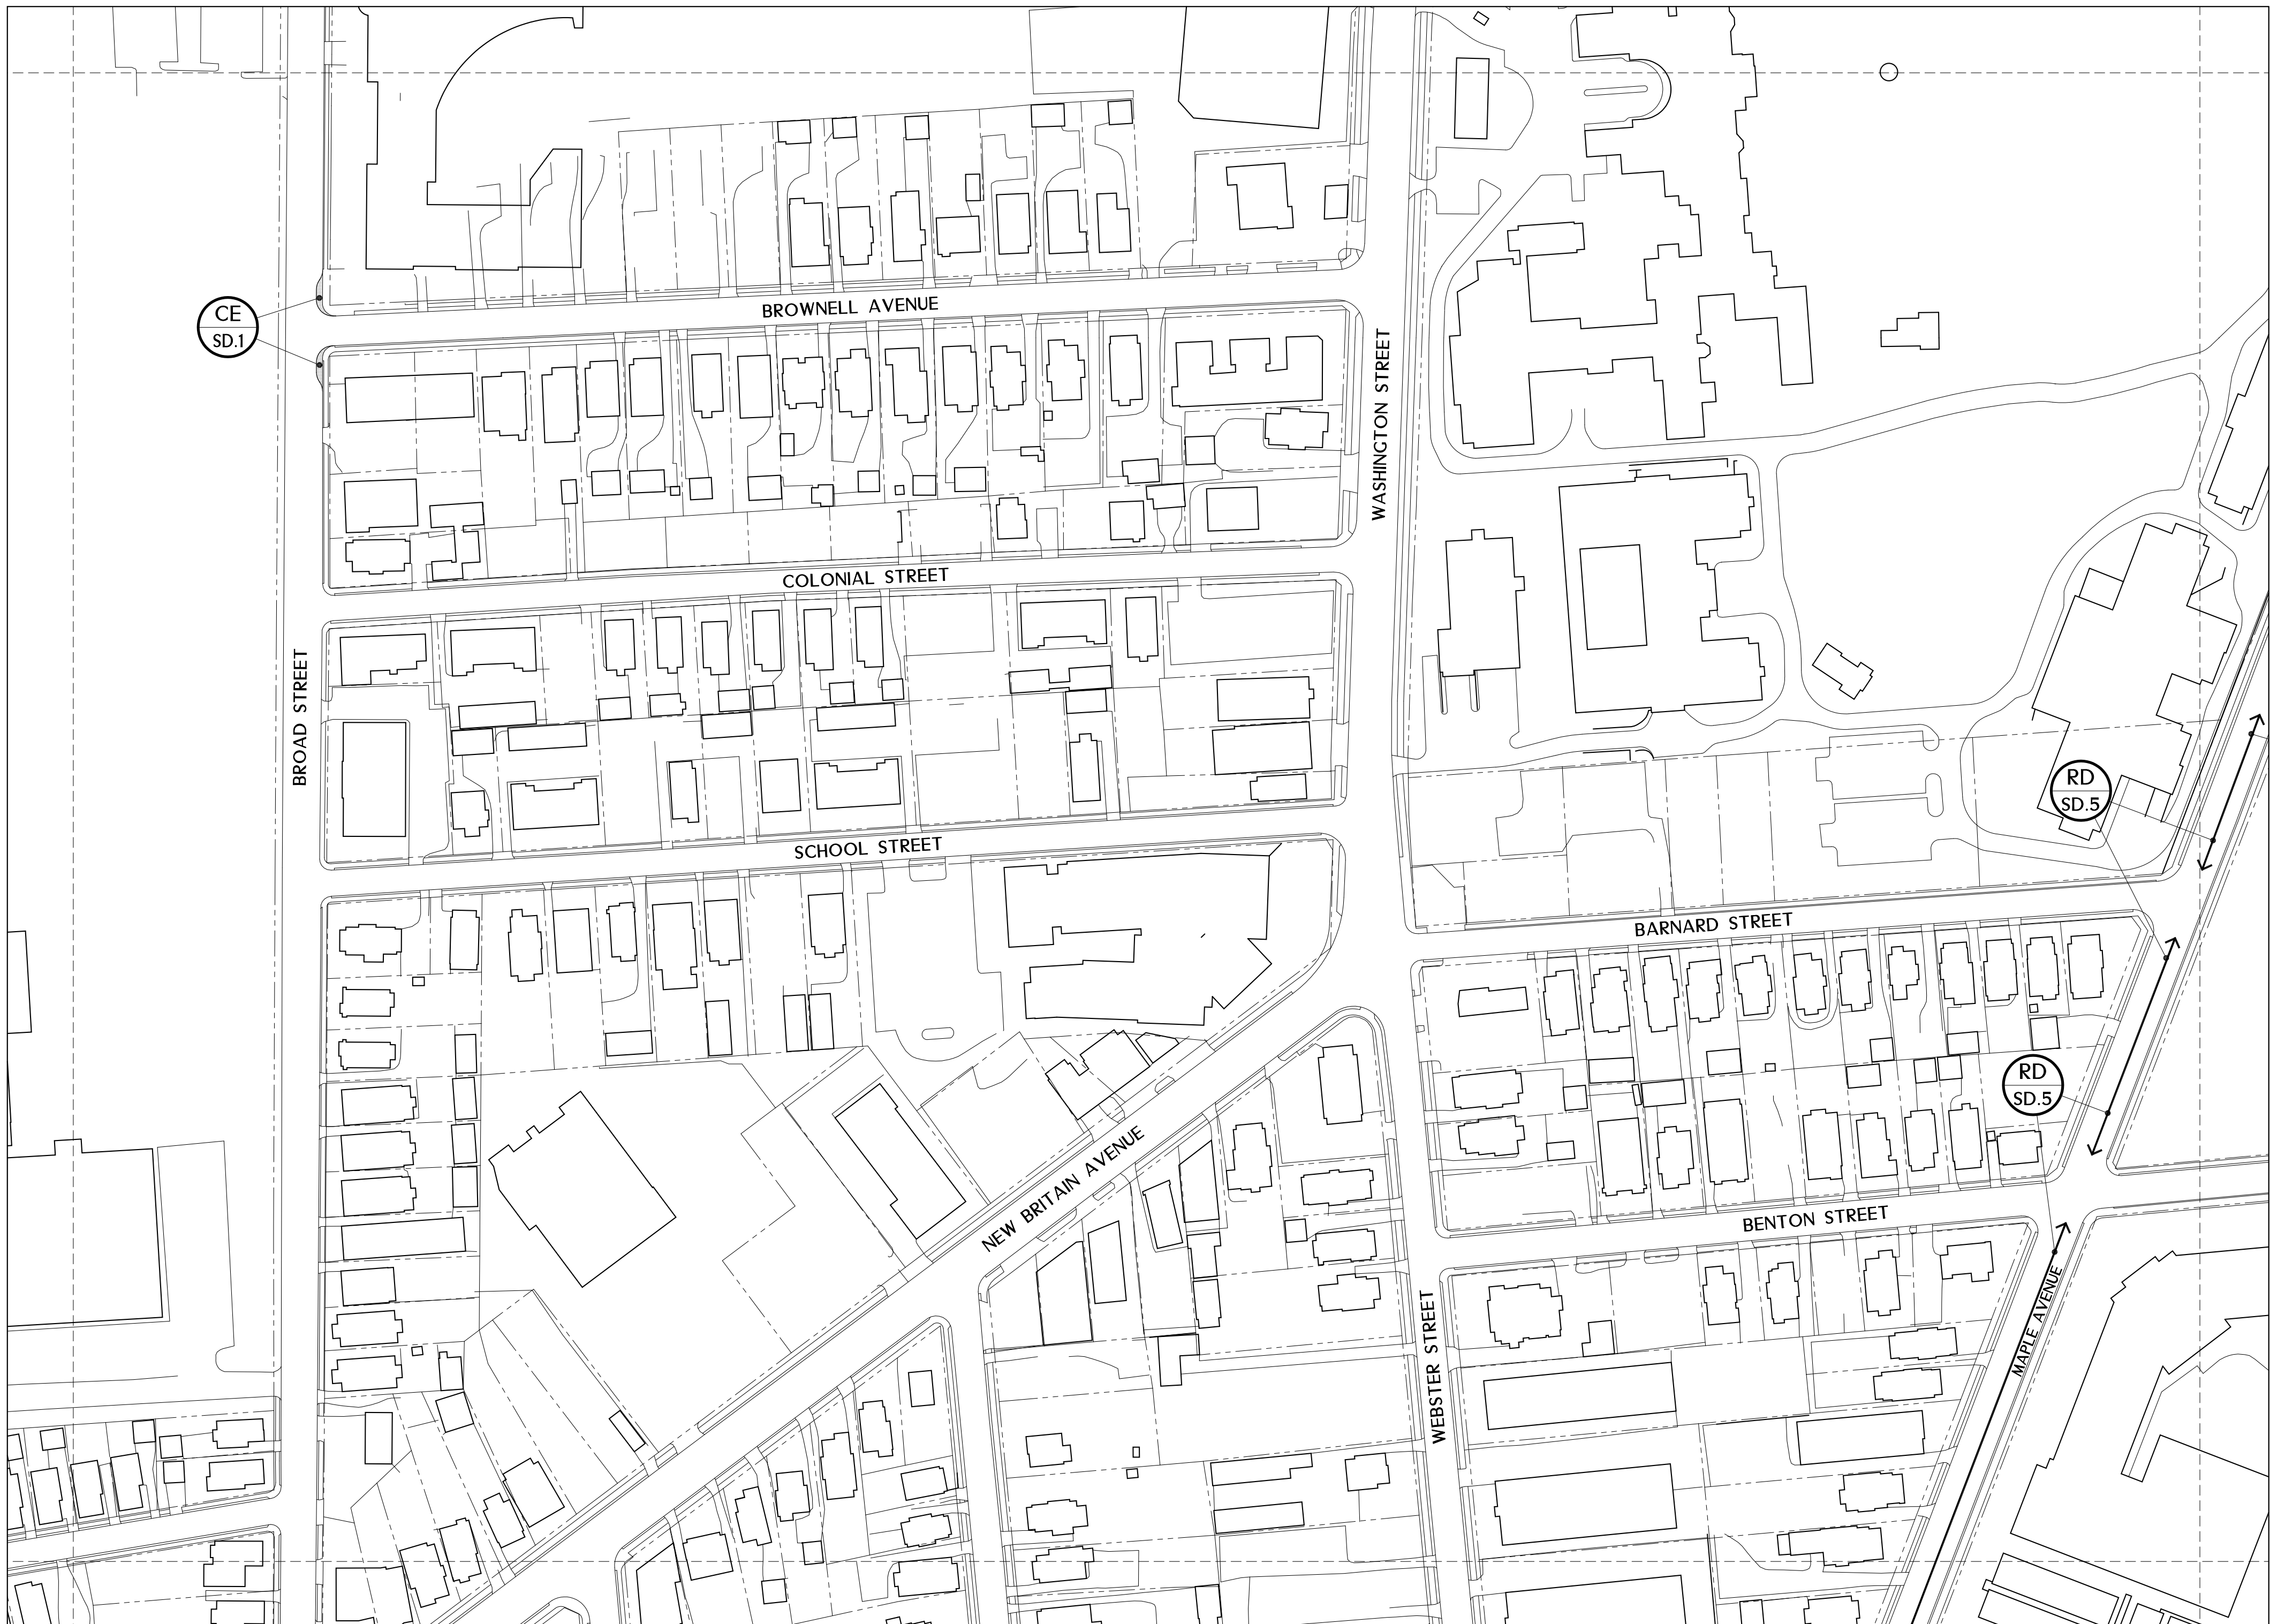 BROWNELL AVENUE
CE
SD.1
WASHINGTON STREET
COLONIAL STREET
BROAD STREET
RD
SD.5
SCHOOL STREET
BARNARD STREET
RD
SD.5
NEW BRITAIN AVENUE
BENTON STREET
MAPLE AVENUE
WEBSTER STREET